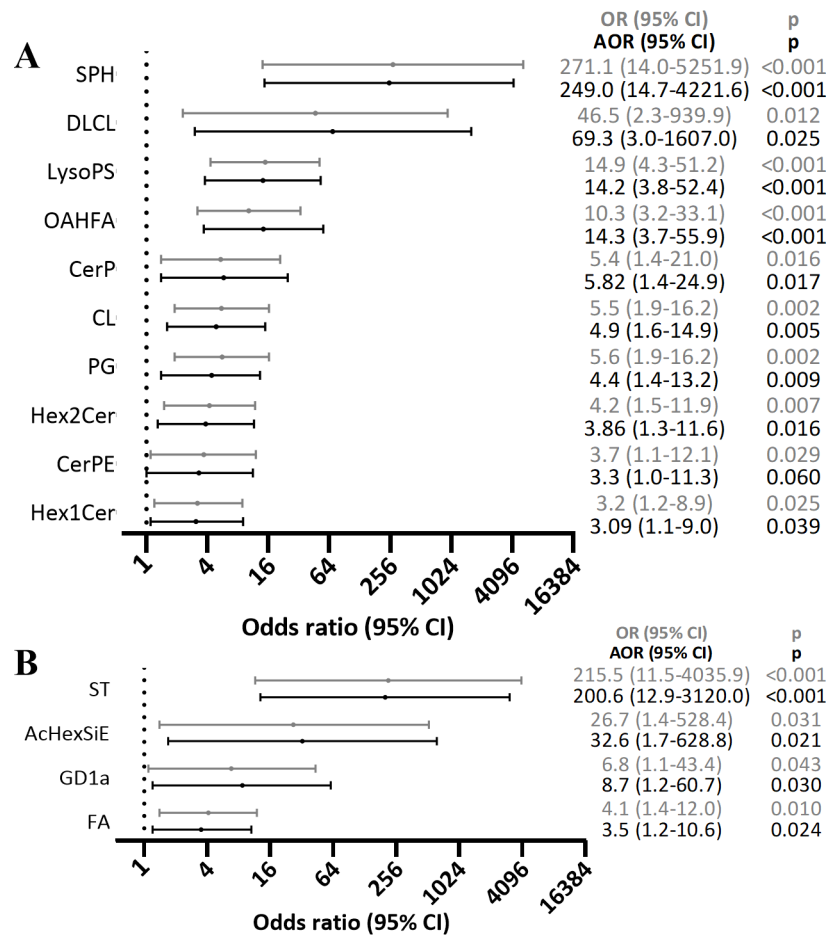 OR (95% CI) p
A AOR (95% CI) p
SPH 271.1 (14.0-5251.9) <0.001
249.0 (14.7-4221.6) <0.001
DLCL 46.5 (2.3-939.9) 0.012
69.3 (3.0-1607.0) 0.025
LysoPS 14.9 (4.3-51.2) <0.001
14.2 (3.8-52.4) <0.001
OAHFA 10.3 (3.2-33.1) <0.001
14.3 (3.7-55.9) <0.001
CerP 5.4 (1.4-21.0) 0.016
5.82 (1.4-24.9) 0.017
CL 5.5 (1.9-16.2) 0.002
4.9 (1.6-14.9) 0.005
PG 5.6 (1.9-16.2) 0.002
4.4 (1.4-13.2) 0.009
Hex2Cer 4.2 (1.5-11.9) 0.007
3.86 (1.3-11.6) 0.016
CerPE 3.7 (1.1-12.1) 0.029
3.3 (1.0-11.3) 0.060
Hex1Cer 3.2 (1.2-8.9) 0.025
3.09 (1.1-9.0) 0.039
1 4 16 64 256 1024 4096 16384
Odds ratio (95% CI)
OR (95% CI) p
B AOR (95% CI) p
ST 215.5 (11.5-4035.9) <0.001
200.6 (12.9-3120.0) <0.001
AcHexSiE 26.7 (1.4-528.4) 0.031
32.6 (1.7-628.8) 0.021
GD1a 6.8 (1.1-43.4) 0.043
8.7 (1.2-60.7) 0.030
FA 4.1 (1.4-12.0) 0.010
3.5 (1.2-10.6) 0.024
1 4 16 64 256 1024 4096 16384
Odds ratio (95% CI)